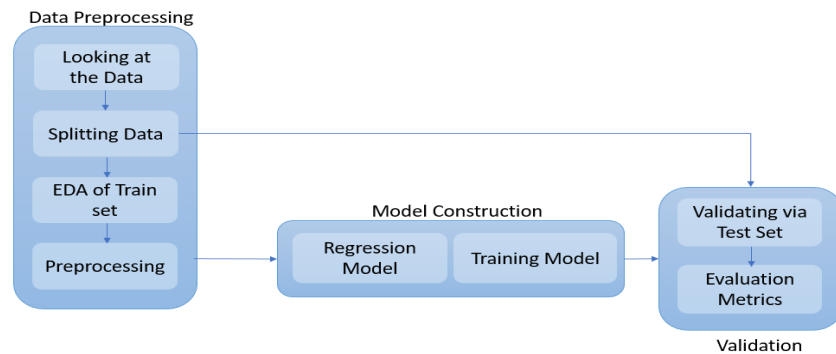 Data Preprocessing
Looking at
the Data
Splitting Data
EDA of Train
set
Preprocessing
Model Construction
Regression
Model
Training Model
Validating via
Test Set
Evaluation
Metrics
Validation